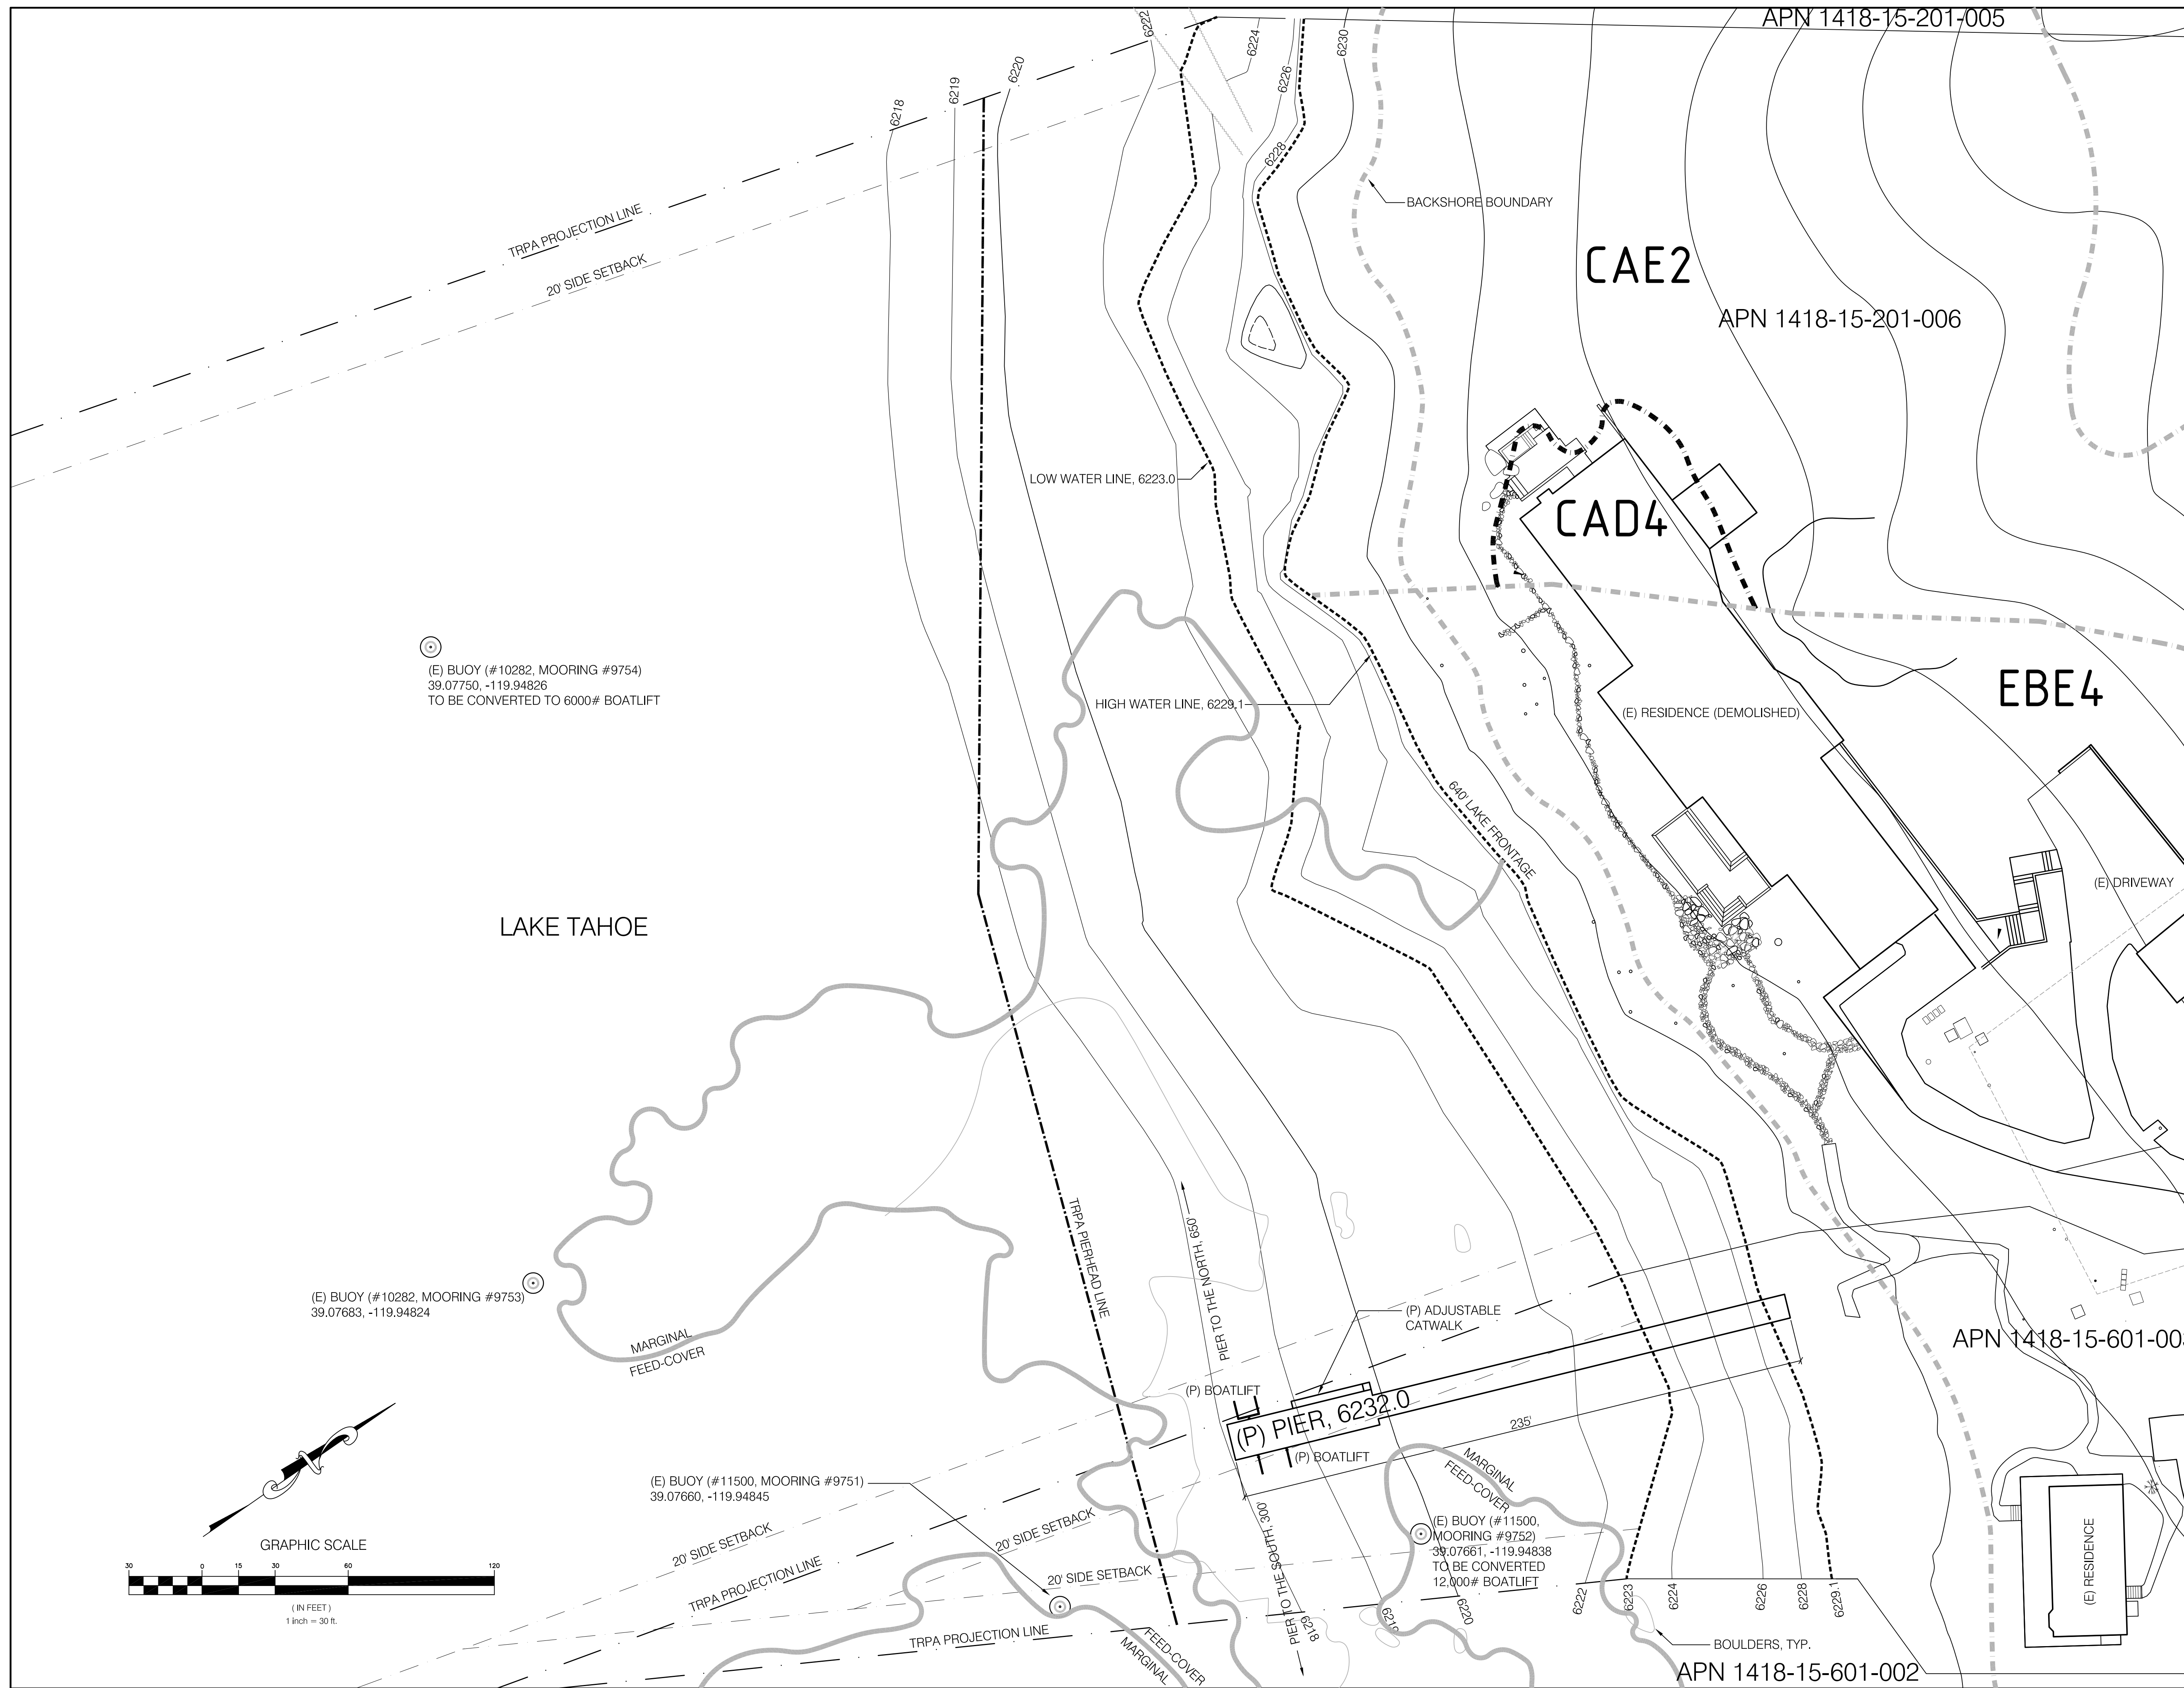 APN 1418-15-201-005
6222
6224
6226
6228
6230
6220
6219
6218
TRPA PROJECTION LINE
20' SIDE SETBACK
BACKSHORE BOUNDARY
CAE2
APN 1418-15-201-006
LOW WATER LINE, 6223.0
CAD4
(E) BUOY (#10282, MOORING #9754)
39.07750, -119.94826
TO BE CONVERTED TO 6000# BOATLIFT
HIGH WATER LINE, 6229.1
(E) RESIDENCE (DEMOLISHED)
EBE4
640' LAKE FRONTAGE
(E) DRIVEWAY
LAKE TAHOE
TRPA PIERHEAD LINE
PIER TO THE NORTH, 650'
(E) BUOY (#10282, MOORING #9753)
39.07683, -119.94824
MARGINAL
FEED-COVER
(P) ADJUSTABLE
CATWALK
APN 1418-15-601-00
(P) BOATLIFT
(P) PIER, 6232.0
235'
(P) BOATLIFT
MARGINAL
FEED-COVER
(E) BUOY (#11500, MOORING #9751)
39.07660, -119.94845
20' SIDE SETBACK
20' SIDE SETBACK
TRPA PROJECTION LINE
20' SIDE SETBACK
PIER TO THE SOUTH, 300'
(E) BUOY (#11500,
MOORING #9752)
39.07661, -119.94838
TO BE CONVERTED
12,000# BOATLIFT
(E) RESIDENCE
GRAPHIC SCALE
30 0 15 30 60 120
( IN FEET )
1 inch = 30 ft.
TRPA PROJECTION LINE
FEED-COVER
MARGINAL
6218
6219
6220
6222
6223
6224
6226
6228
6229.1
BOULDERS, TYP.
APN 1418-15-601-002